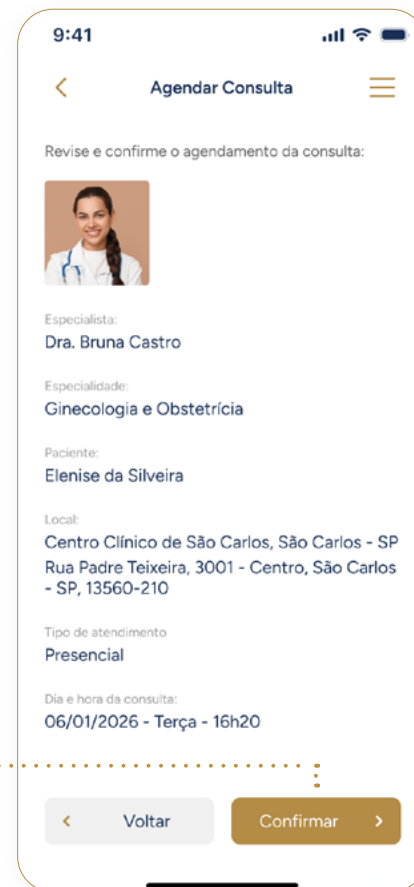 9:41
Agendar Consulta
Revise e confirme o agendamento da consulta:
Especialista:
Dra. Bruna Castro
Especialidade:
Ginecologia e Obstetrícia
Paciente:
Elenise da Silveira
Local:
Centro Clínico de São Carlos, São Carlos - SP
Rua Padre Teixeira, 3001 - Centro, São Carlos
- SP, 13560-210
Tipo de atendimento
Presencial
Dia e hora da consulta:
06/01/2026 - Terça - 16h20
Voltar
Confirmar